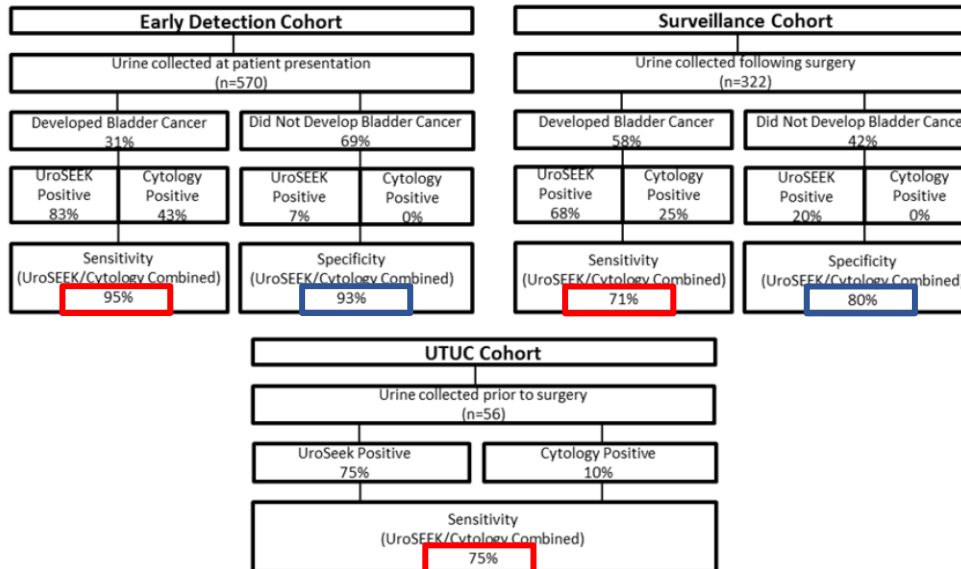 Early Detection Cohort
Urine collected at patient presentation
(n=570)
Developed Bladder Cancer
31%
Did Not Develop Bladder Cancer
69%
UroSEEK
Positive
83%
Cytology
Positive
43%
UroSEEK
Positive
7%
Cytology
Positive
0%
Sensitivity
(UroSEEK/Cytology Combined)
95%
Specificity
(UroSEEK/Cytology Combined)
93%
Surveillance Cohort
Urine collected following surgery
(n=322)
Developed Bladder Cancer
58%
Did Not Develop Bladder Cancer
42%
UroSEEK
Positive
68%
Cytology
Positive
25%
UroSEEK
Positive
20%
Cytology
Positive
0%
Sensitivity
(UroSEEK/Cytology Combined)
71%
Specificity
(UroSEEK/Cytology Combined)
80%
UTUC Cohort
Urine collected prior to surgery
(n=56)
UroSeek Positive
75%
Cytology Positive
10%
Sensitivity
(UroSEEK/Cytology Combined)
75%